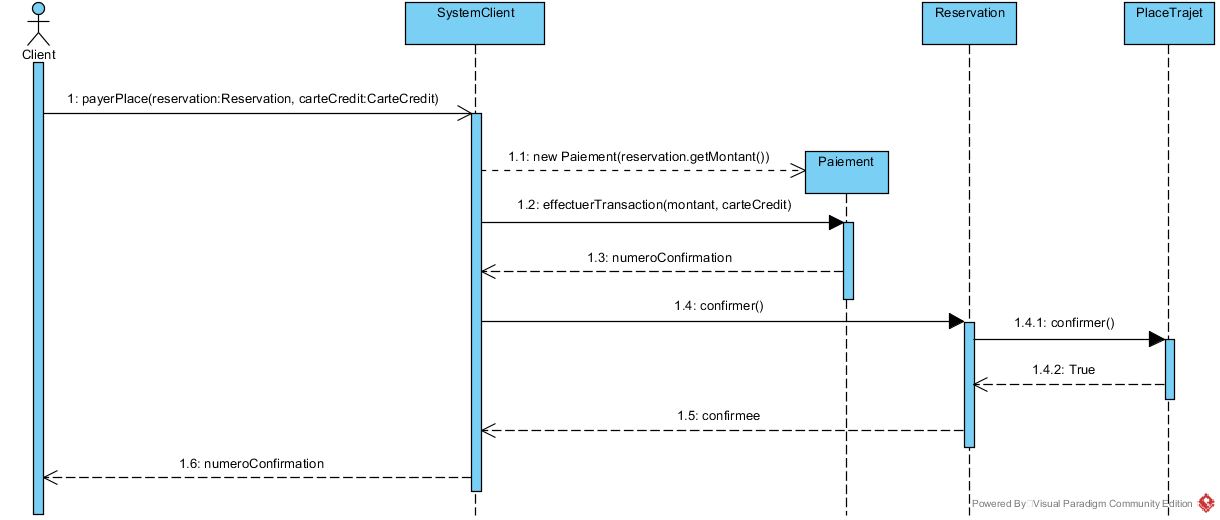 SystemClient
Reservation
PlaceTrajet
Client
1: payerPlace(reservation:Reservation, carteCredit:CarteCredit)
1.1: new Paiement(reservation.getMontant())
Paiement
1.2: effectuerTransaction(montant, carteCredit)
1.3: numeroConfirmation
1.4: confirmer()
1.4.1: confirmer()
1.4.2: True
1.5: confirmee
1.6: numeroConfirmation
Powered By Visual Paradigm Community Edition